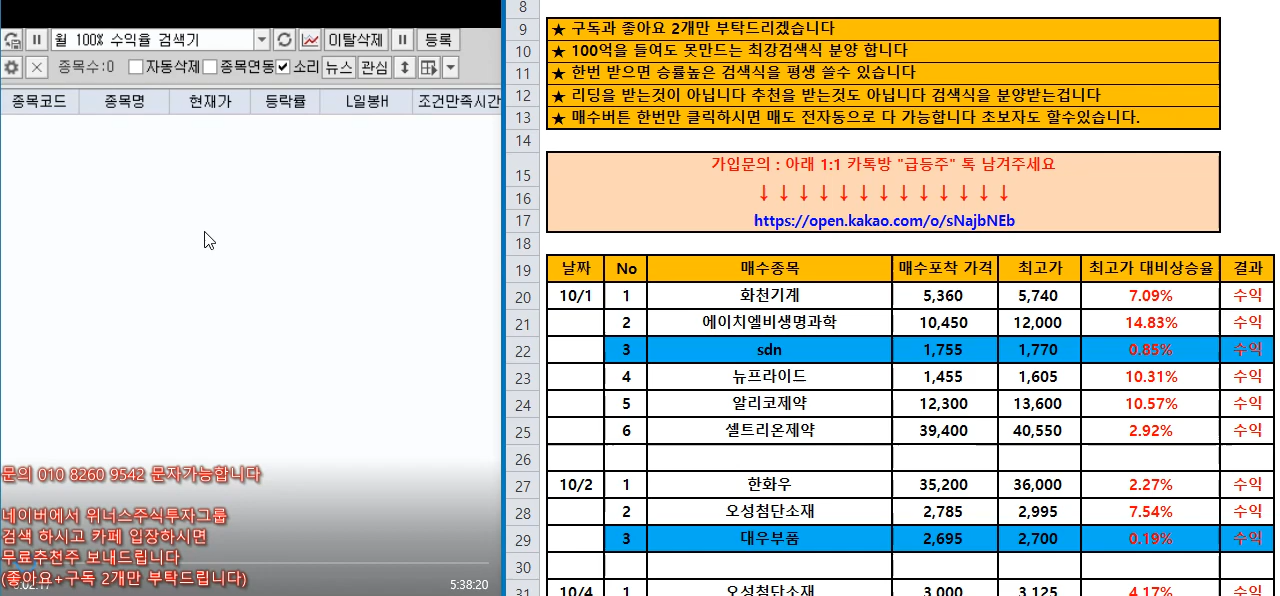 월 100% 수익율 검색기 이탈삭제 등록
종목수:0 자동삭제 종목연동 소리 뉴스 관심
종목코드 종목명 현재가 등락률 L일봉H 조건만족시간
문의 010 8260 9542 문자가능합니다
네이버에서 위너스주식투자그룹
검색 하시고 카페 입장하시면
무료추천주 보내드립니다
(좋아요+구독 2개만 부탁드립니다)
5:38:20
8
9 ★ 구독과 좋아요 2개만 부탁드리겠습니다
10 ★ 100억을 들여도 못만드는 최강검색식 분양 합니다
11 ★ 한번 받으면 승률높은 검색식을 평생 쓸수 있습니다
12 ★ 리딩을 받는것이 아닙니다 추천을 받는것도 아닙니다 검색식을 분양받는겁니다
13 ★ 매수버튼 한번만 클릭하시면 매도 전자동으로 다 가능합니다 초보자도 할수있습니다.
14
15 가입문의 : 아래 1:1 카톡방 "급등주" 톡 남겨주세요
16 ↓ ↓ ↓ ↓ ↓ ↓ ↓ ↓ ↓ ↓ ↓ ↓ ↓
17 https://open.kakao.com/o/sNajbNEb
18
19 날짜 No 매수종목 매수포착 가격 최고가 최고가 대비상승율 결과
20 10/1 1 화천기계 5,360 5,740 7.09% 수익
21 2 에이치엘비생명과학 10,450 12,000 14.83% 수익
22 3 sdn 1,755 1,770 0.85% 수익
23 4 뉴프라이드 1,455 1,605 10.31% 수익
24 5 알리코제약 12,300 13,600 10.57% 수익
25 6 셀트리온제약 39,400 40,550 2.92% 수익
26
27 10/2 1 한화우 35,200 36,000 2.27% 수익
28 2 오성첨단소재 2,785 2,995 7.54% 수익
29 3 대우부품 2,695 2,700 0.19% 수익
30
31 10/4 1 오성첨단소재 3,000 3,125 4.17% 수익